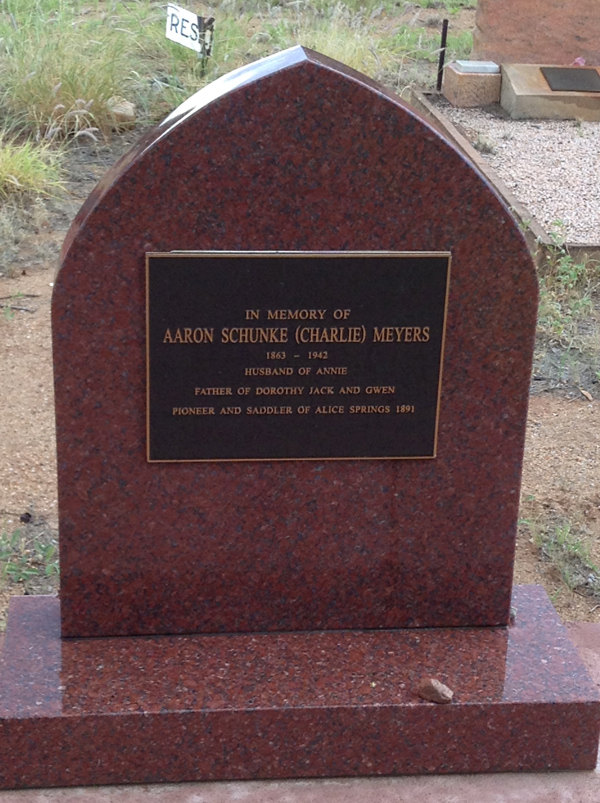 RES
IN MEMORY OF
AARON SCHUNKE (CHARLIE) MEYERS
1863 – 1942
HUSBAND OF ANNIE
FATHER OF DOROTHY JACK AND GWEN
PIONEER AND SADDLER OF ALICE SPRINGS 1891